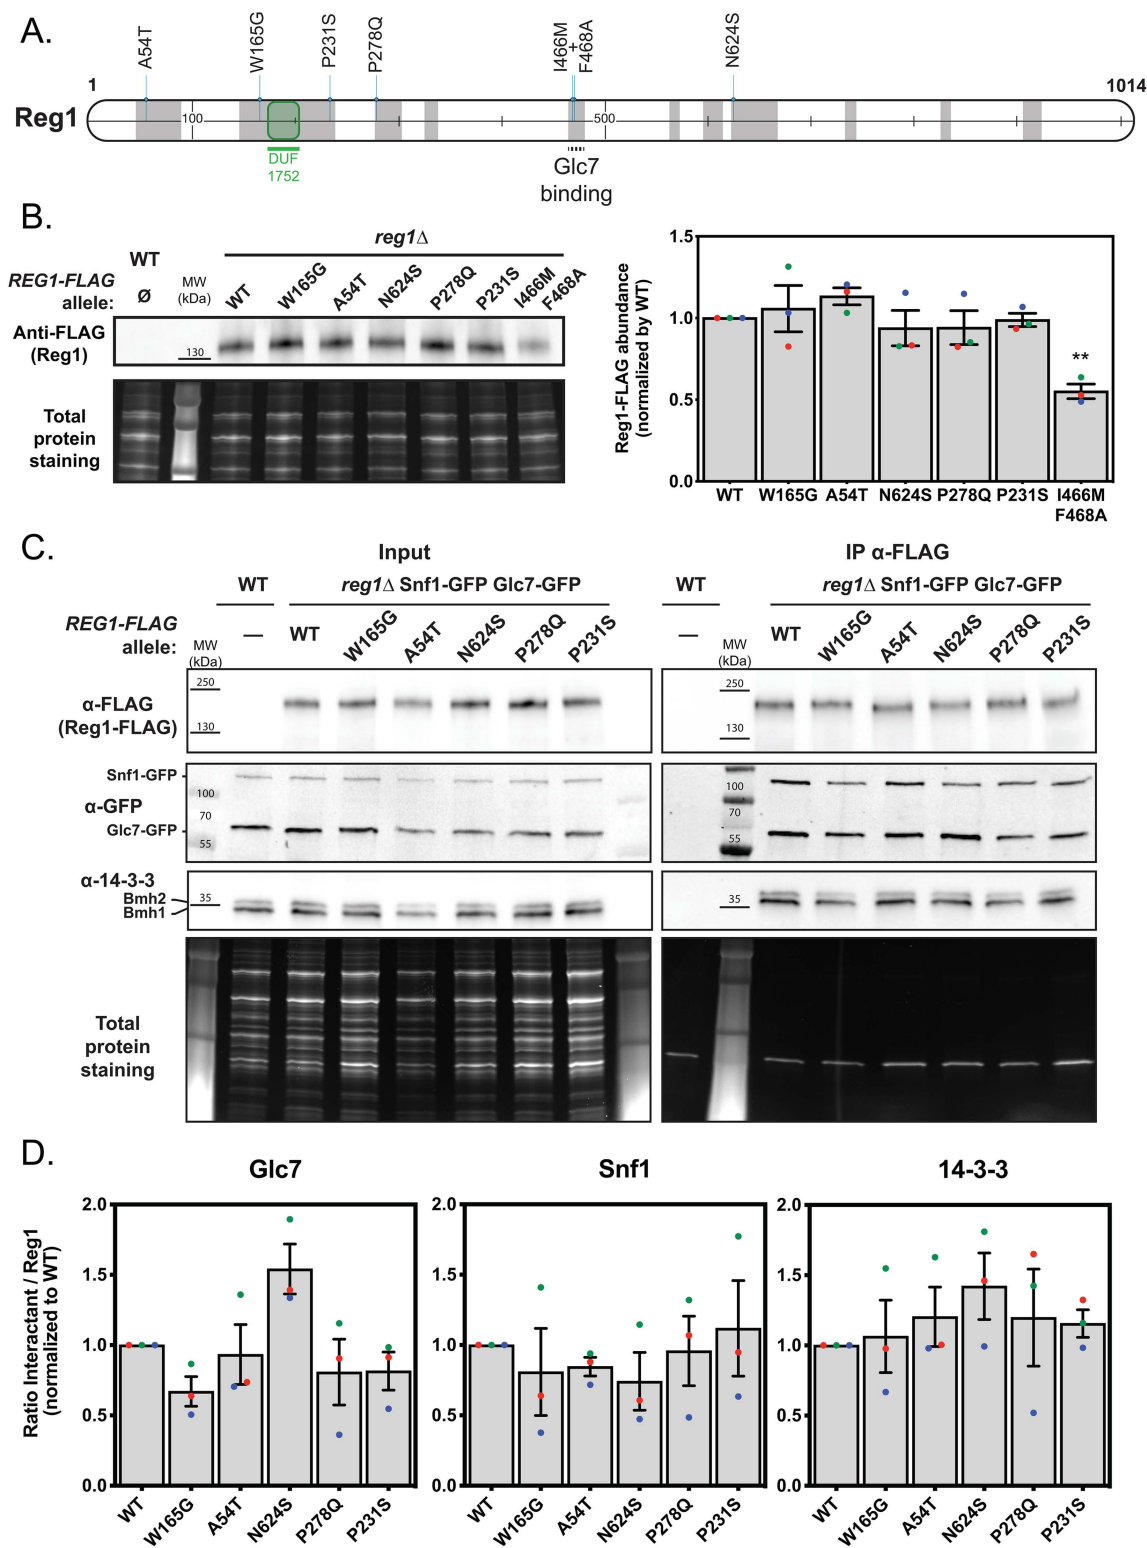 A.
A54T
W165G
P231S
P278Q
I466M
+
F468A
N624S
1
1014
Reg1
100
500
DUF
1752
Glc7
binding
B.
reg1Δ
WT
REG1-FLAG
allele:
Ø
MW
(kDa)
WT
W165G
A54T
N624S
P278Q
P231S
I466M
F468A
Anti-FLAG
(Reg1)
130
Total
protein
staining
Reg1-FLAG abundance
(normalized by WT)
1.5
1.0
0.5
0.0
**
WT
W165G
A54T
N624S
P278Q
P231S
I466M
F468A
C.
Input
IP α-FLAG
WT
reg1Δ Snf1-GFP Glc7-GFP
WT
reg1Δ Snf1-GFP Glc7-GFP
REG1-FLAG
allele:
MW
(kDa)
—
WT
W165G
A54T
N624S
P278Q
P231S
—
MW
(kDa)
WT
W165G
A54T
N624S
P278Q
P231S
α-FLAG
(Reg1-FLAG)
250
130
250
130
Snf1-GFP
α-GFP
Glc7-GFP
100
70
55
100
70
55
α-14-3-3
Bmh2
Bmh1
35
35
Total
protein
staining
D.
Glc7
Snf1
14-3-3
Ratio Interactant / Reg1
(normalized to WT)
2.0
1.5
1.0
0.5
0.0
WT
W165G
A54T
N624S
P278Q
P231S
2.0
1.5
1.0
0.5
0.0
WT
W165G
A54T
N624S
P278Q
P231S
2.0
1.5
1.0
0.5
0.0
WT
W165G
A54T
N624S
P278Q
P231S